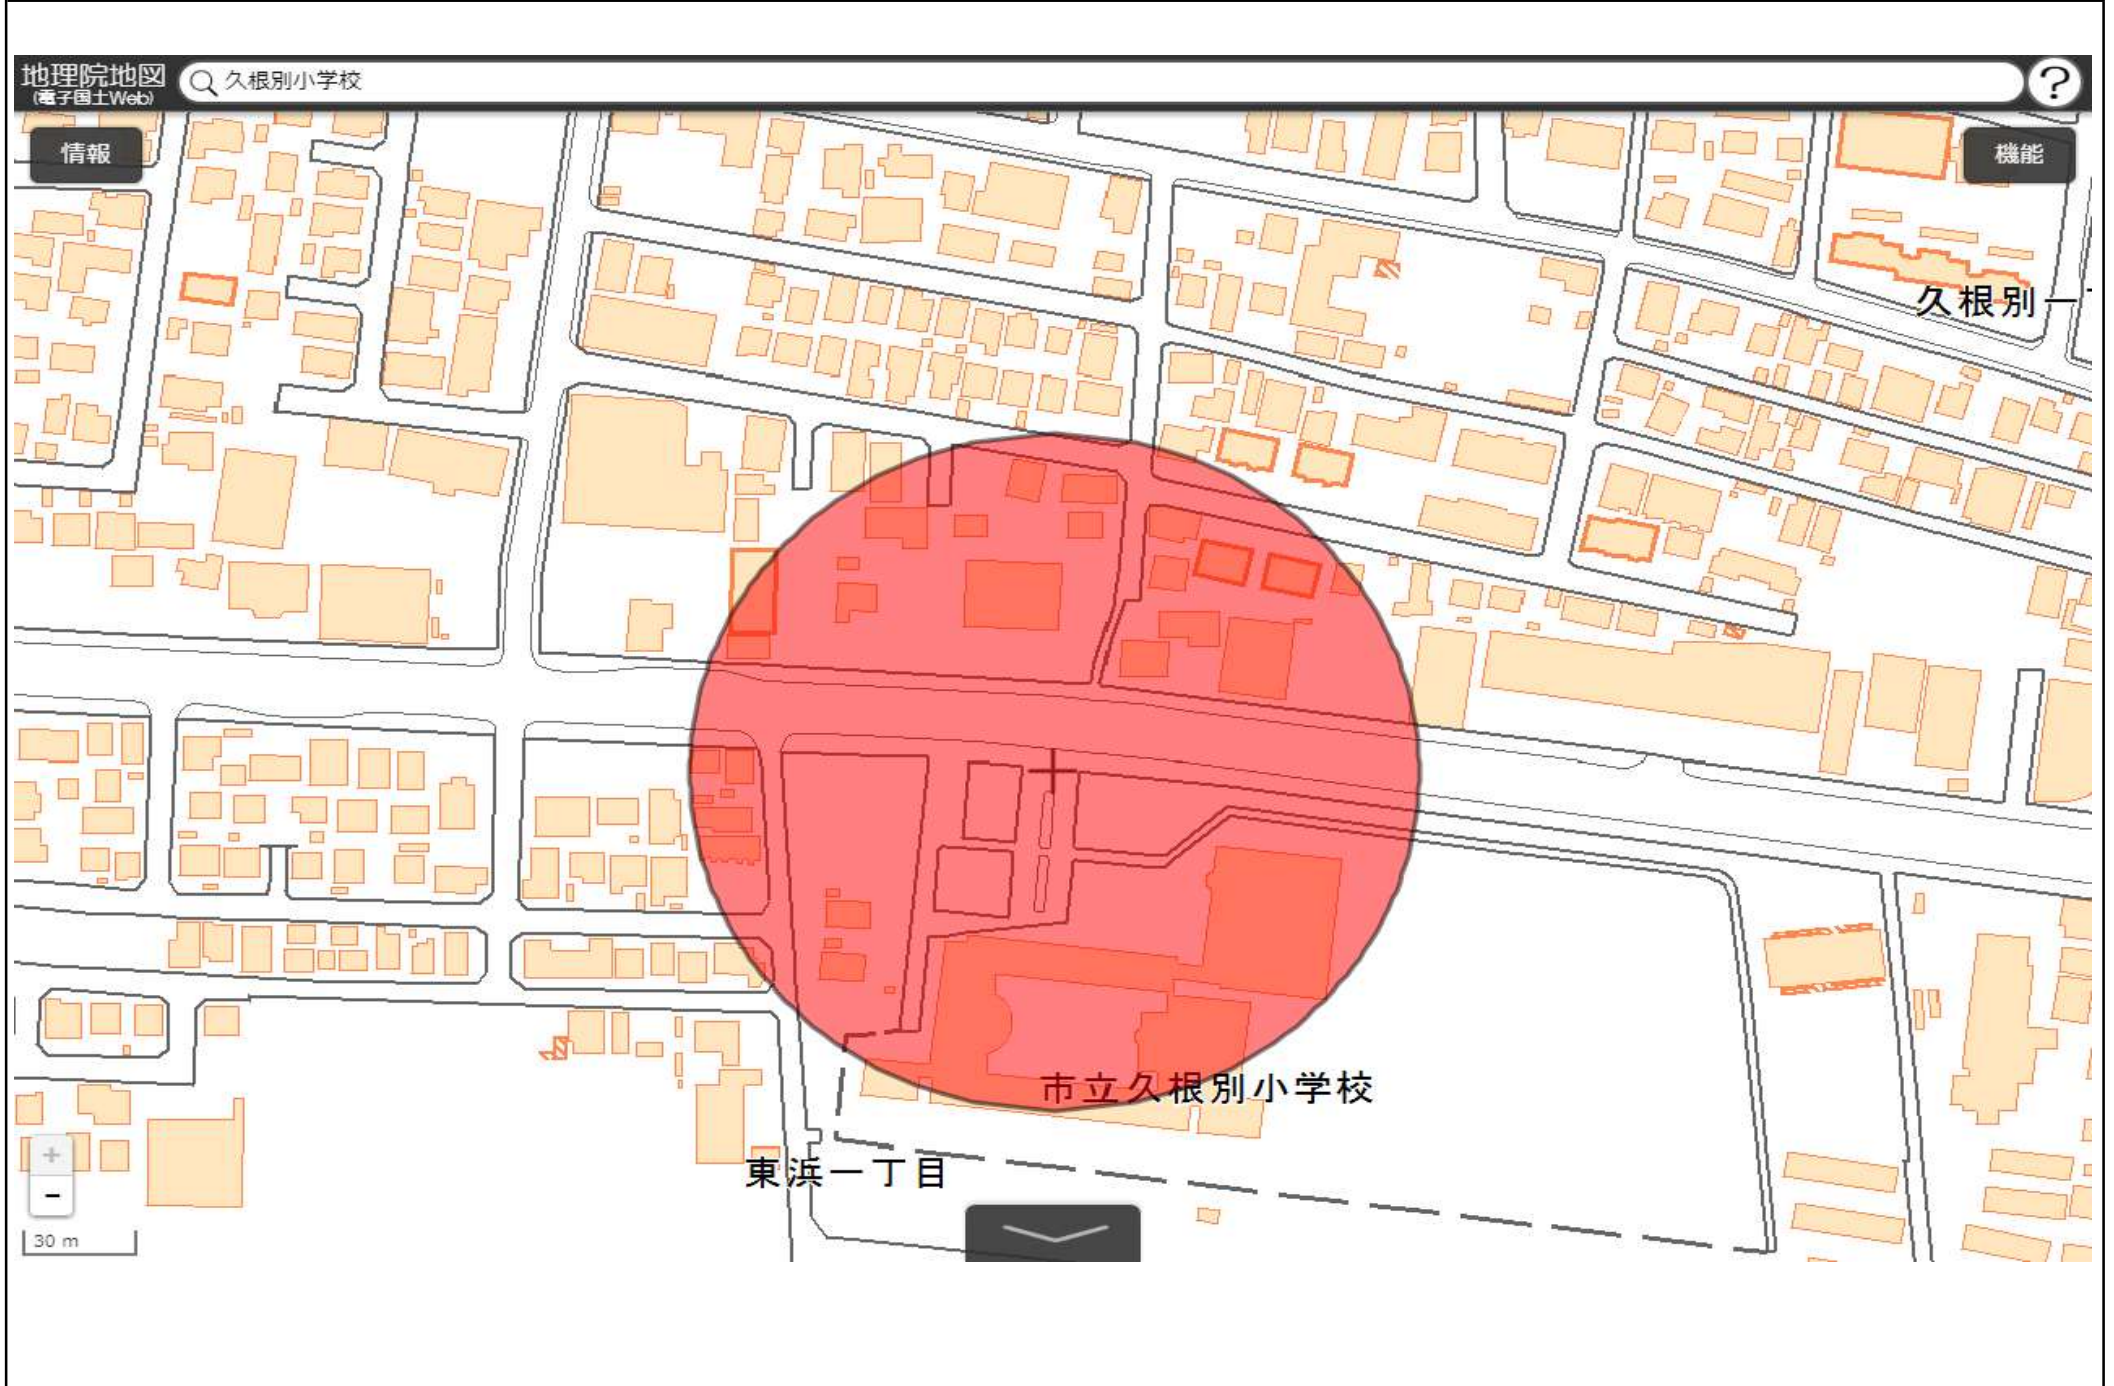 地理院地図
(電子国土Web)
久根別小学校
?
情報
機能
久根別一
市立久根別小学校
東浜一丁目
+
-
30 m